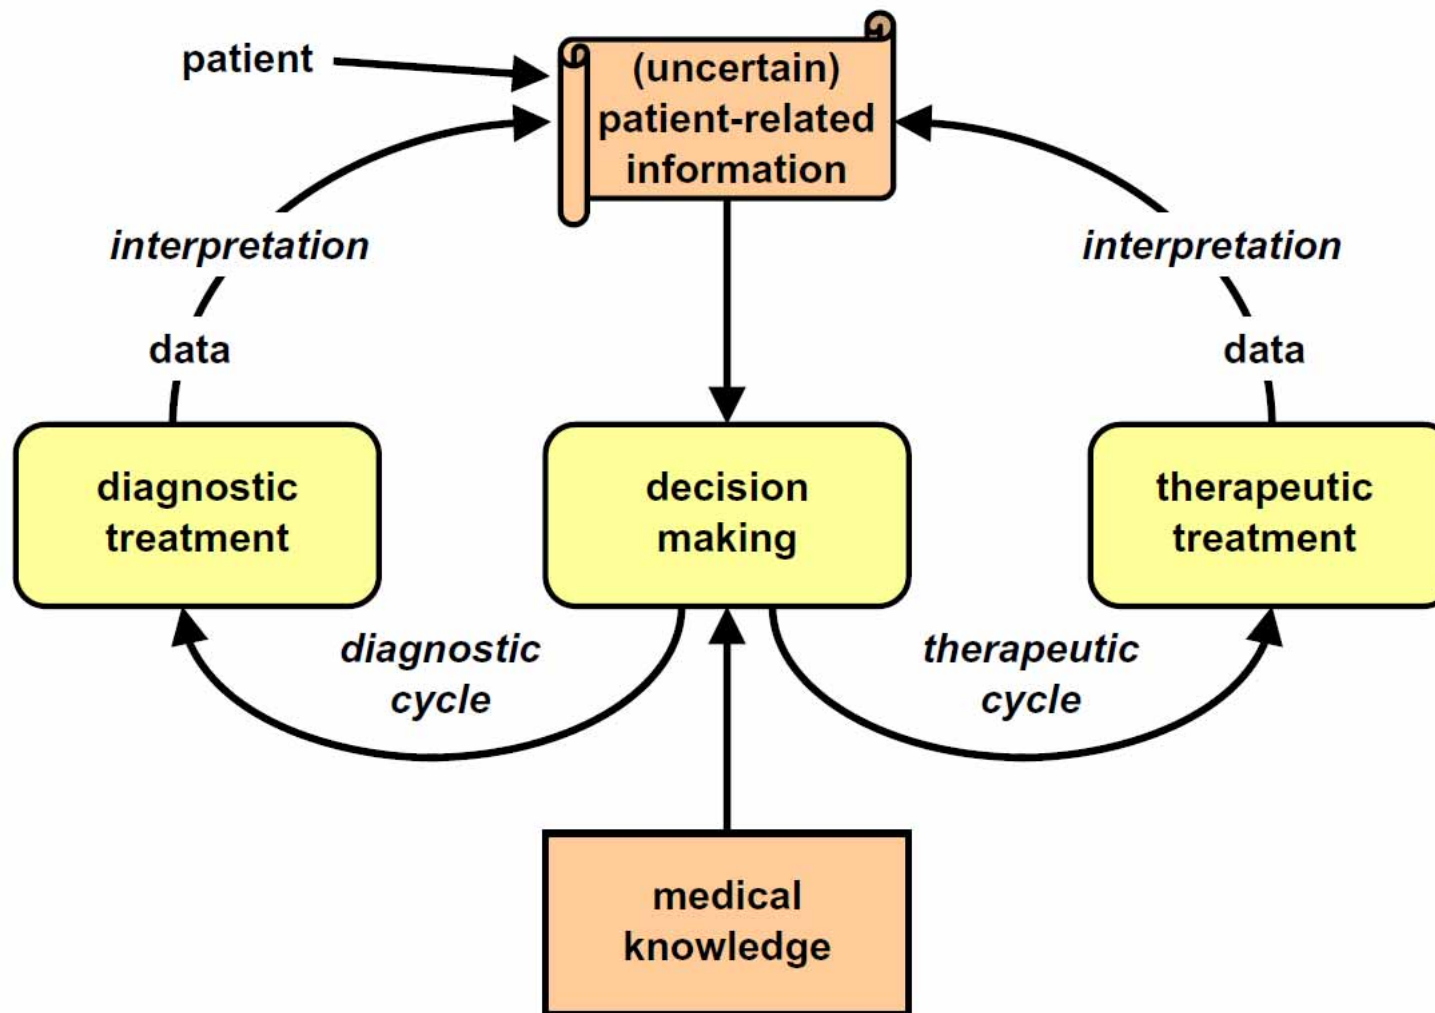 patient
(uncertain)
patient-related
information
interpretation
interpretation
data
data
diagnostic
treatment
decision
making
therapeutic
treatment
diagnostic
cycle
therapeutic
cycle
medical
knowledge